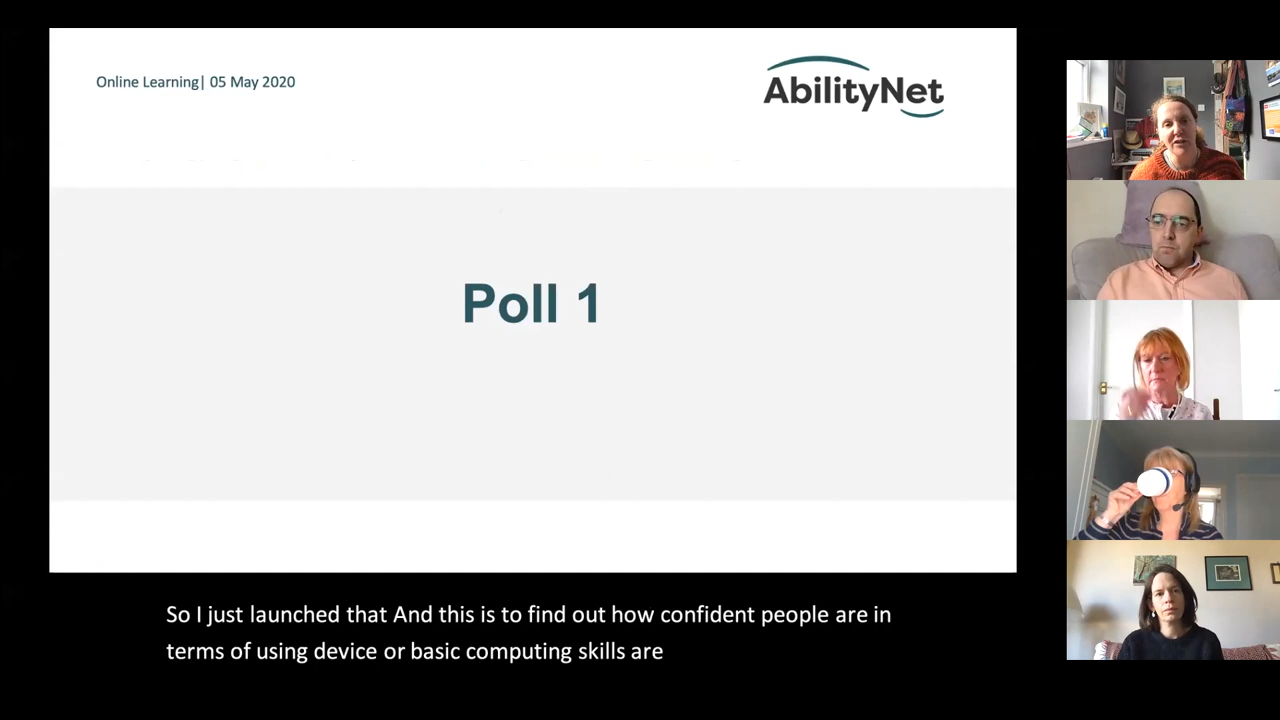 Online Learning| 05 May 2020
AbilityNet
Poll 1
So I just launched that And this is to find out how confident people are in
terms of using device or basic computing skills are